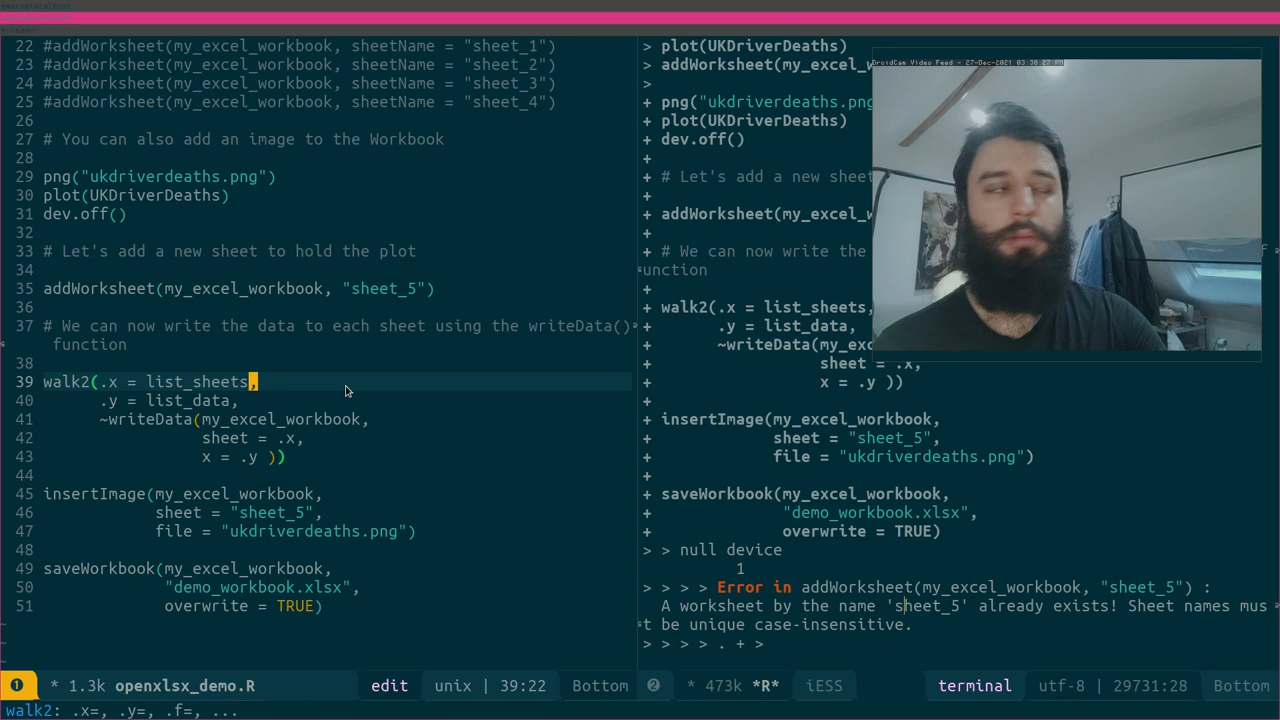 22 #addWorksheet(my_excel_workbook, sheetName = "sheet_1")
23 #addWorksheet(my_excel_workbook, sheetName = "sheet_2")
24 #addWorksheet(my_excel_workbook, sheetName = "sheet_3")
25 #addWorksheet(my_excel_workbook, sheetName = "sheet_4")
26
27 # You can also add an image to the Workbook
28
29 png("ukdriverdeaths.png")
30 plot(UKDriverDeaths)
31 dev.off()
32
33 # Let's add a new sheet to hold the plot
34
35 addWorksheet(my_excel_workbook, "sheet_5")
36
37 # We can now write the data to each sheet using the writeData()
function
38
39 walk2(.x = list_sheets,
40       .y = list_data,
41       ~writeData(my_excel_workbook,
42                  sheet = .x,
43                  x = .y ))
44
45 insertImage(my_excel_workbook,
46             sheet = "sheet_5",
47             file = "ukdriverdeaths.png")
48
49 saveWorkbook(my_excel_workbook,
50              "demo_workbook.xlsx",
51              overwrite = TRUE)
~
~
❶ * 1.3k openxlsx_demo.R edit unix | 39:22 Bottom
> plot(UKDriverDeaths)
> addWorksheet(my_excel_w
>
+ png("ukdriverdeaths.png
+ plot(UKDriverDeaths)
+ dev.off()
+
+ # Let's add a new sheet
+
+ addWorksheet(my_excel_w
+
+ # We can now write the f
unction
+
+ walk2(.x = list_sheets,
+       .y = list_data,
+       ~writeData(my_exc
+                  sheet = .x,
+                  x = .y ))
+
+ insertImage(my_excel_workbook,
+             sheet = "sheet_5",
+             file = "ukdriverdeaths.png")
+
+ saveWorkbook(my_excel_workbook,
+              "demo_workbook.xlsx",
+              overwrite = TRUE)
> > null device
          1
> > > > Error in addWorksheet(my_excel_workbook, "sheet_5") :
  A worksheet by the name 'sheet_5' already exists! Sheet names mus
t be unique case-insensitive.
> > > > . + >
❷ * 473k *R* iESS terminal utf-8 | 29731:28 Bottom
DroidCam Video Feed - 27-Dec-2021 03:38:27 PM
walk2: .x=, .y=, .f=, ...